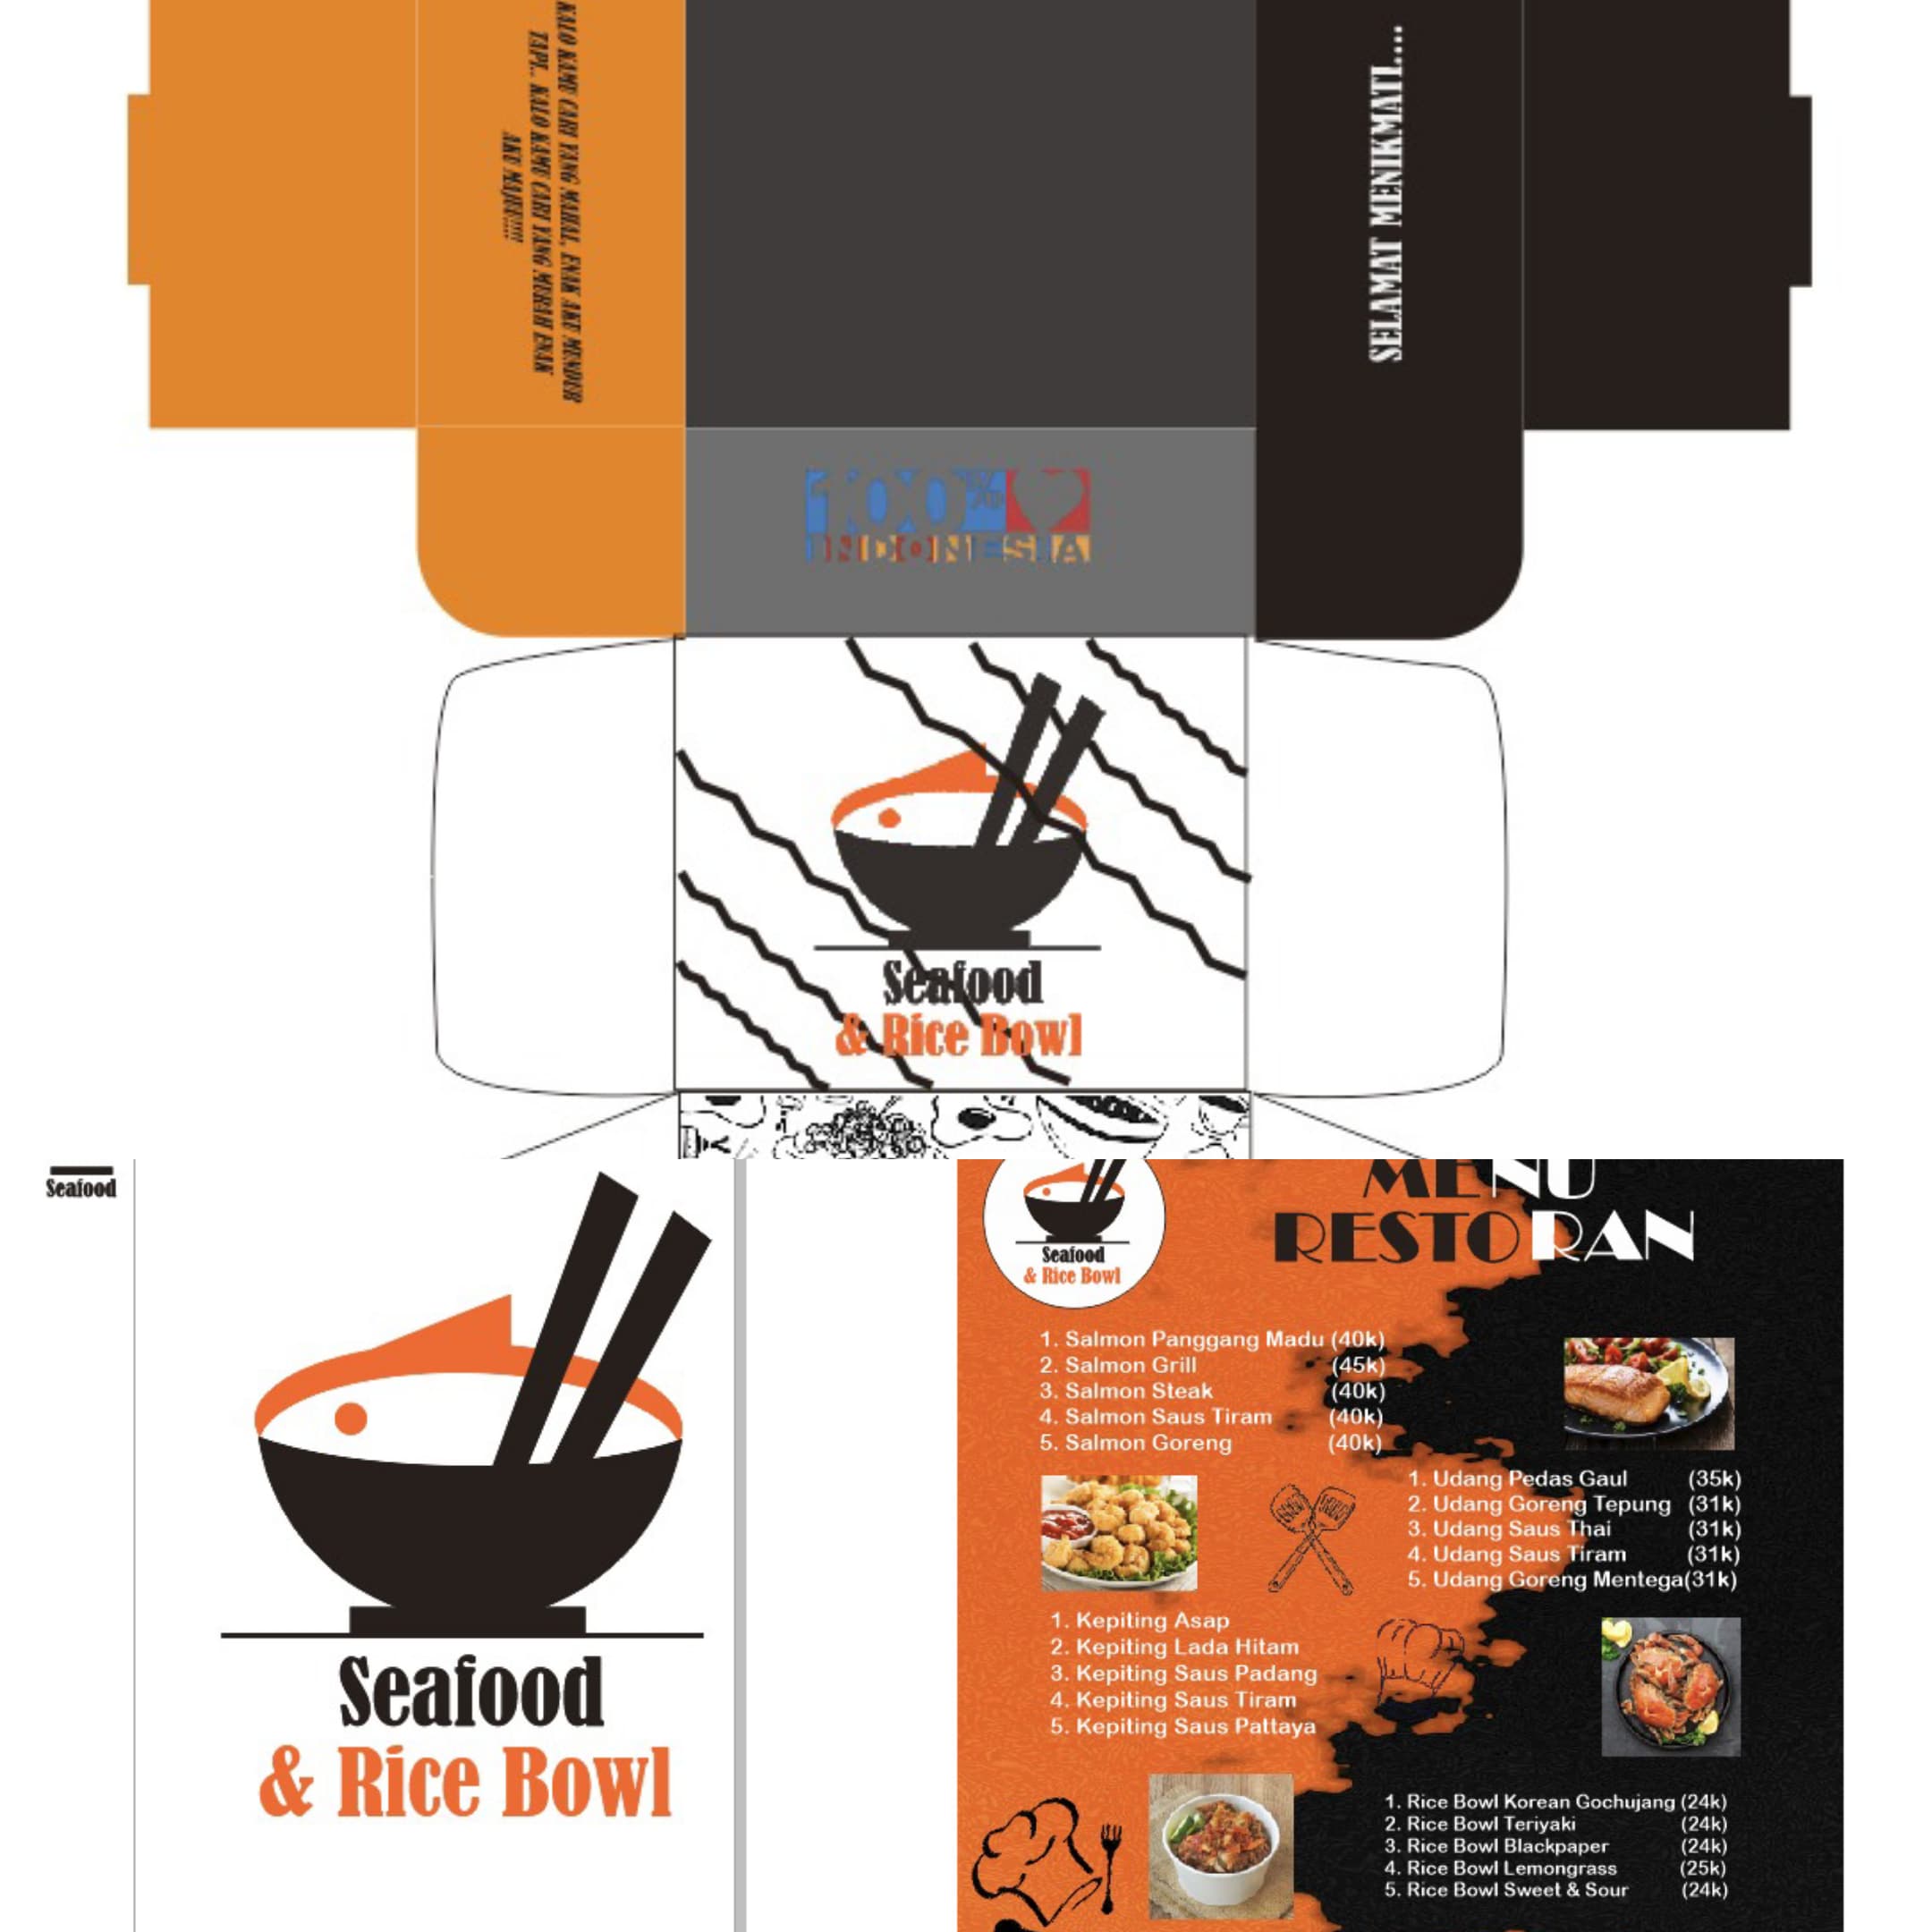 KALO KAMU CARI YANG MAHAL, ENAK AKU MUNDUR
TAPI.. KALO KAMU CARI YANG MURAH ENAK
AKU MAJUU!!!!
SELAMAT MENIKMATI....
100%
INDONESIA
Seafood
& Rice Bowl
Seafood
Seafood
& Rice Bowl
Seafood
& Rice Bowl
MENU
RESTORAN
1. Salmon Panggang Madu (40k)
2. Salmon Grill (45k)
3. Salmon Steak (40k)
4. Salmon Saus Tiram (40k)
5. Salmon Goreng (40k)
1. Udang Pedas Gaul (35k)
2. Udang Goreng Tepung (31k)
3. Udang Saus Thai (31k)
4. Udang Saus Tiram (31k)
5. Udang Goreng Mentega(31k)
1. Kepiting Asap
2. Kepiting Lada Hitam
3. Kepiting Saus Padang
4. Kepiting Saus Tiram
5. Kepiting Saus Pattaya
1. Rice Bowl Korean Gochujang (24k)
2. Rice Bowl Teriyaki (24k)
3. Rice Bowl Blackpaper (24k)
4. Rice Bowl Lemongrass (25k)
5. Rice Bowl Sweet & Sour (24k)